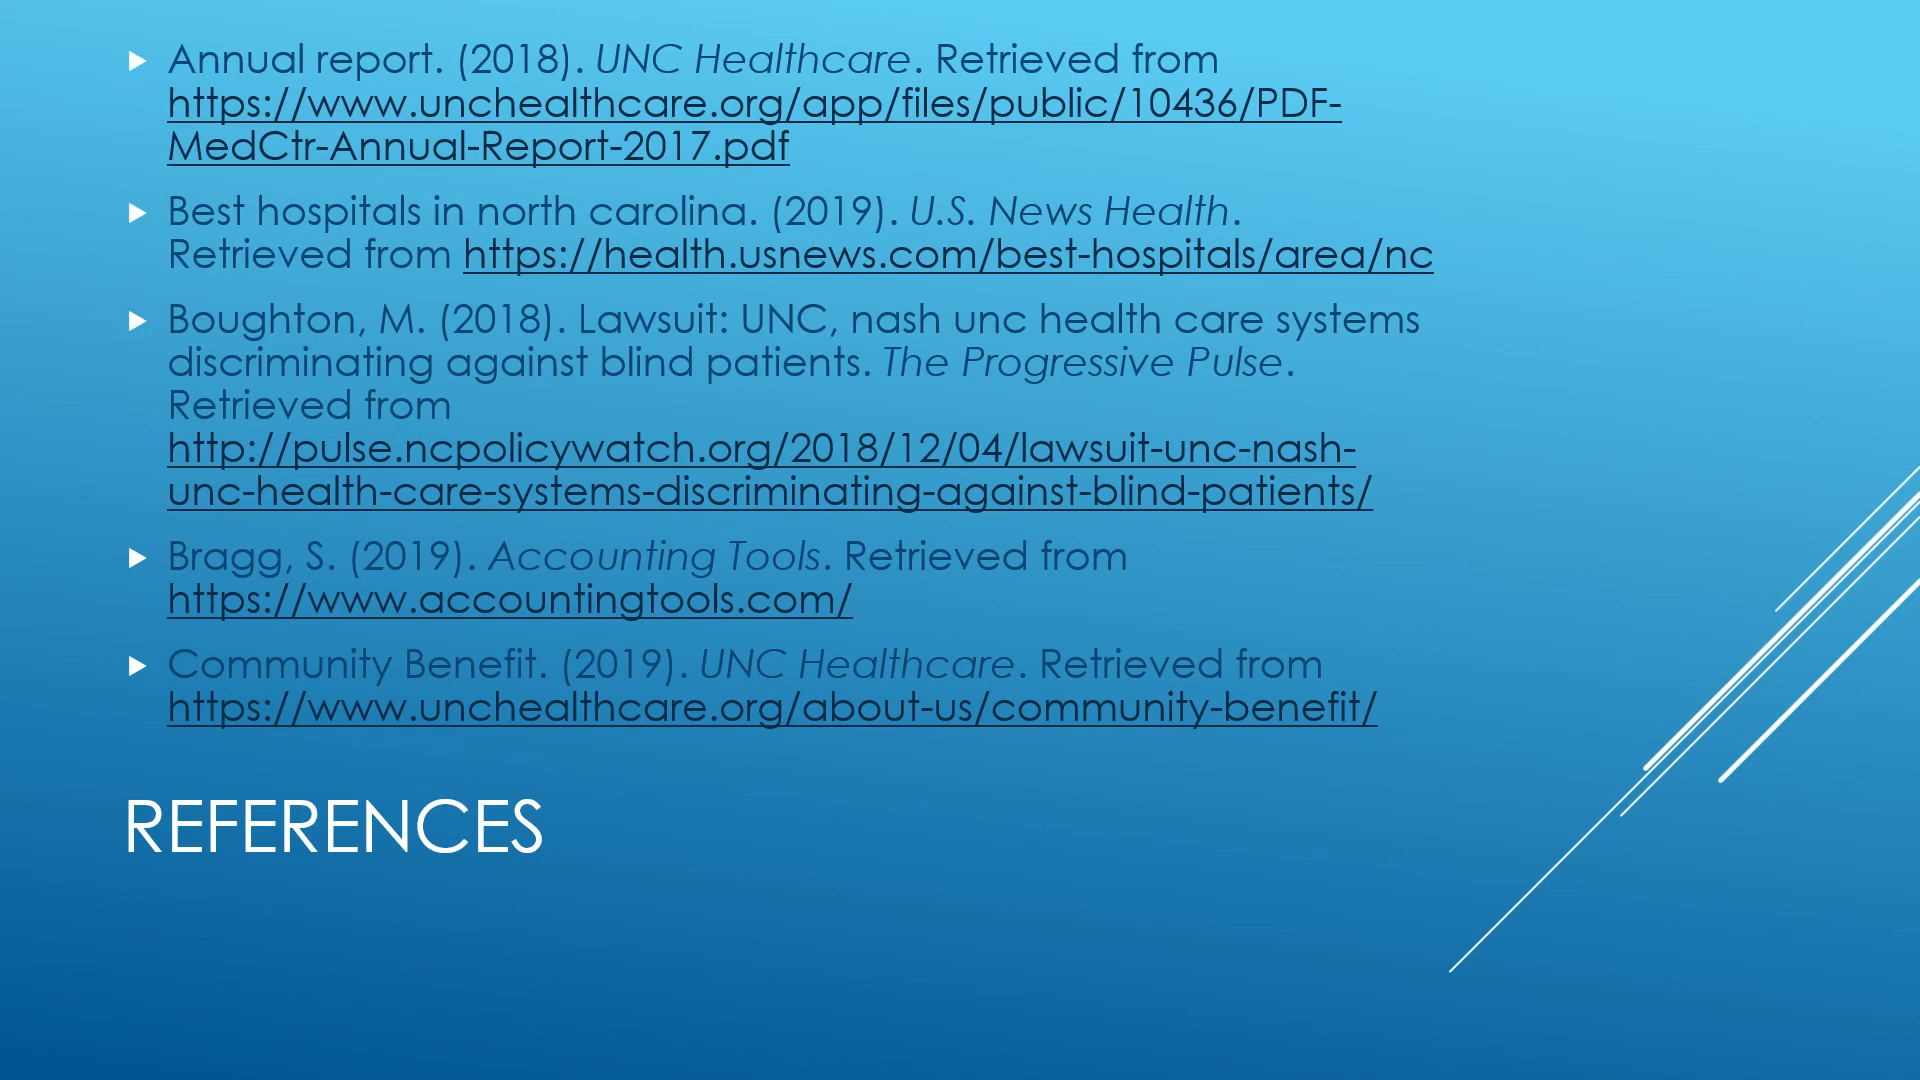 Annual report. (2018). UNC Healthcare. Retrieved from
https://www.unchealthcare.org/app/files/public/10436/PDF-
MedCtr-Annual-Report-2017.pdf
Best hospitals in north carolina. (2019). U.S. News Health.
Retrieved from https://health.usnews.com/best-hospitals/area/nc
Boughton, M. (2018). Lawsuit: UNC, nash unc health care systems
discriminating against blind patients. The Progressive Pulse.
Retrieved from
http://pulse.ncpolicywatch.org/2018/12/04/lawsuit-unc-nash-
unc-health-care-systems-discriminating-against-blind-patients/
Bragg, S. (2019). Accounting Tools. Retrieved from
https://www.accountingtools.com/
Community Benefit. (2019). UNC Healthcare. Retrieved from
https://www.unchealthcare.org/about-us/community-benefit/
REFERENCES